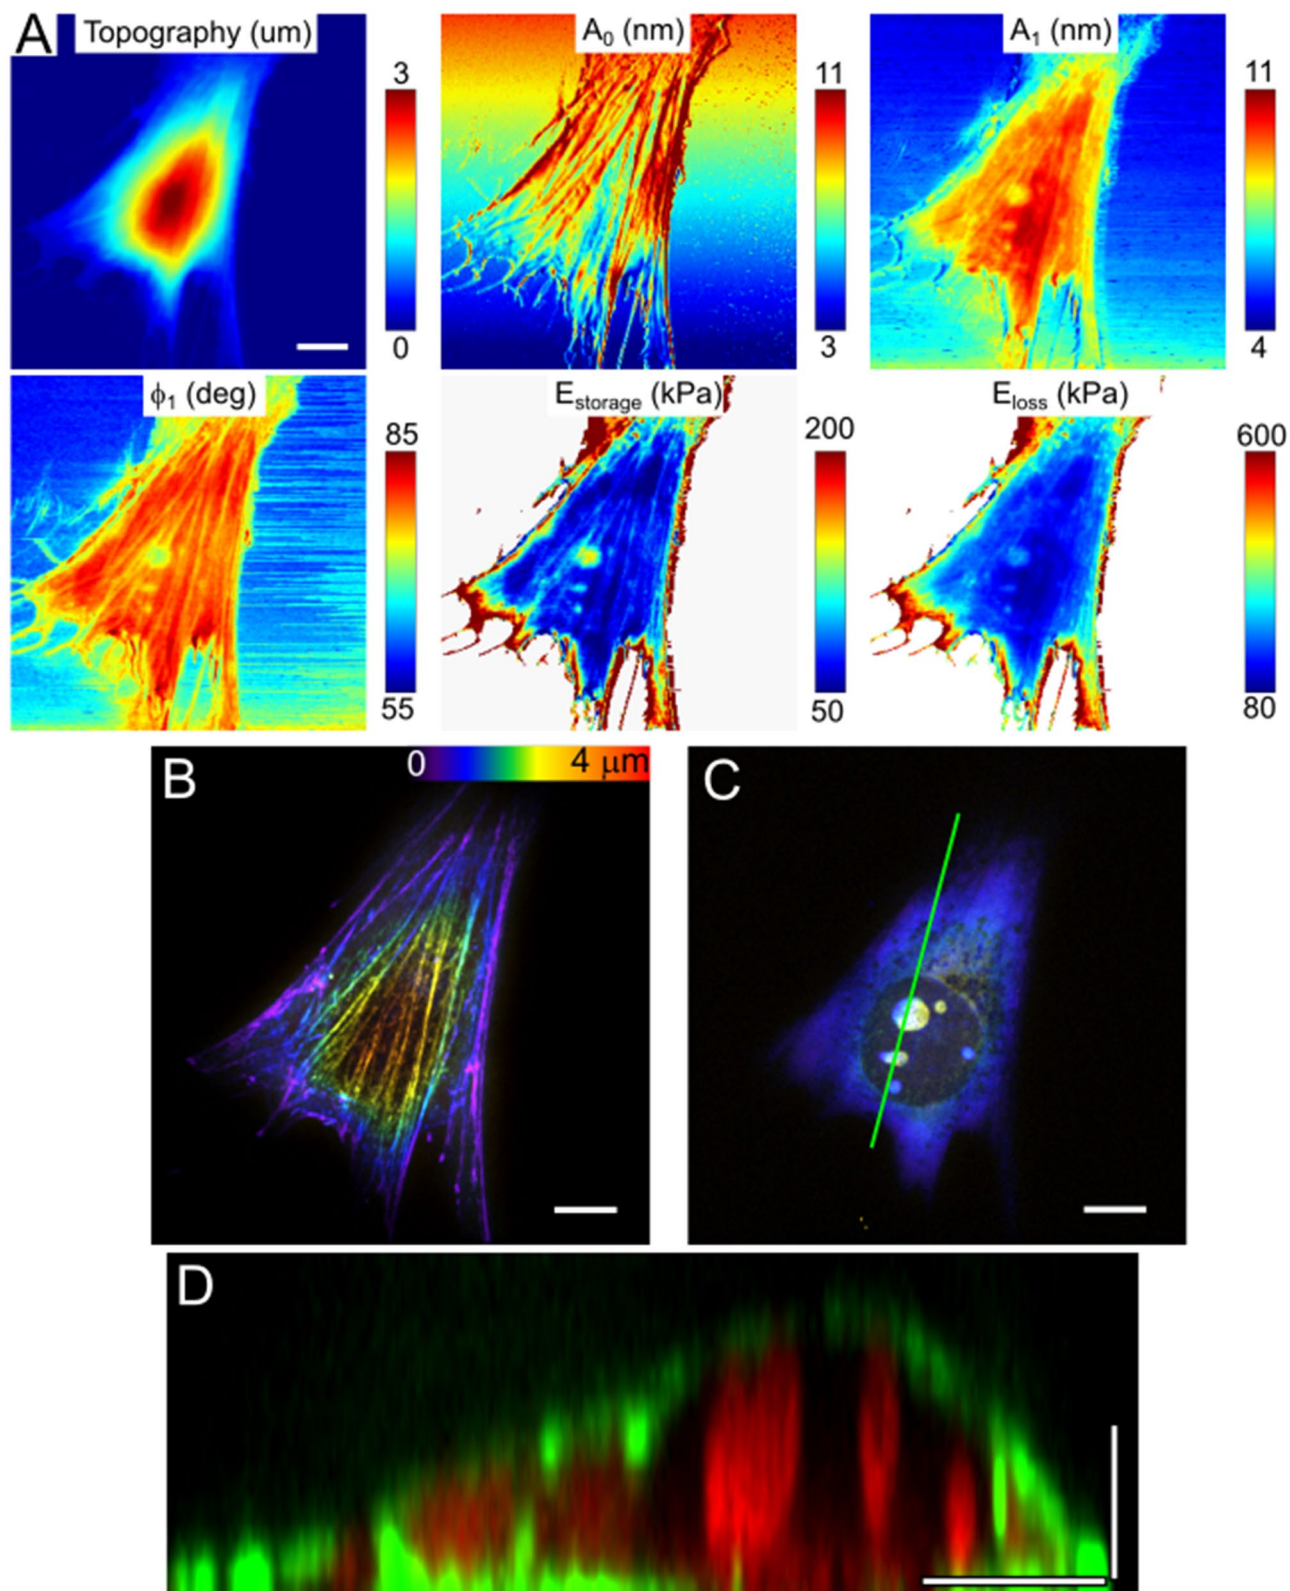 A
Topography (um)
3
0
A₀ (nm)
11
3
A₁ (nm)
11
4
ϕ₁ (deg)
85
55
Estorage (kPa)
200
50
Eloss (kPa)
600
80
B
0
4 μm
C
D